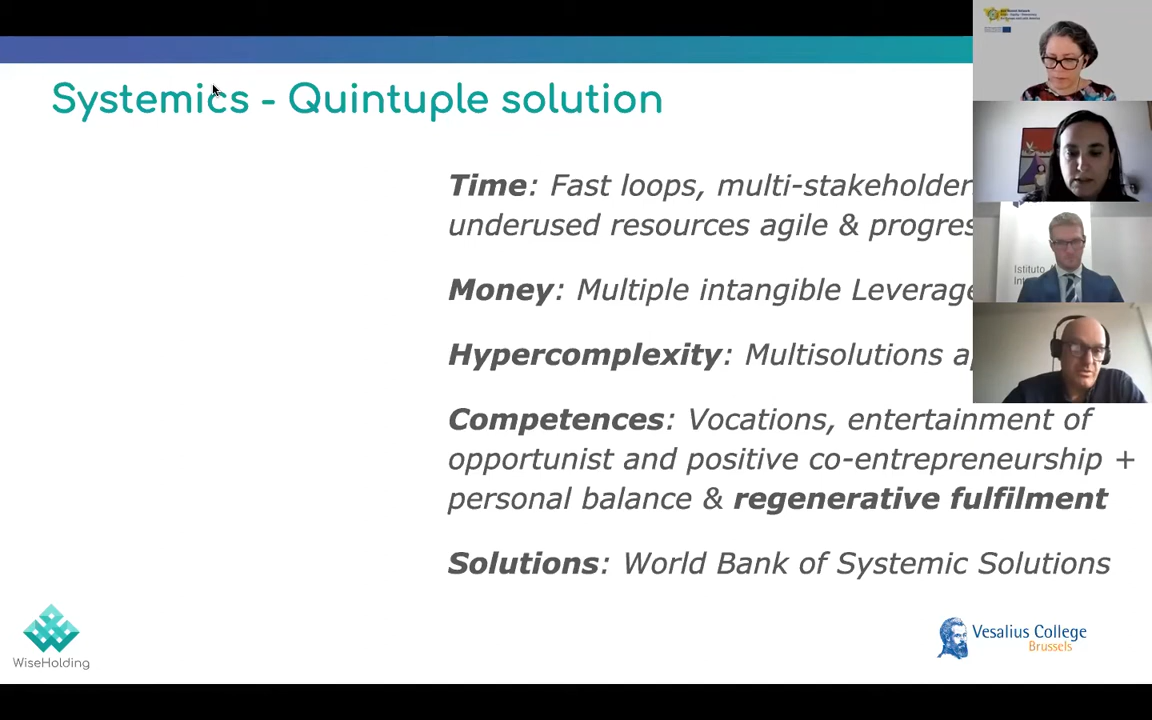 Systemics - Quintuple solution
Time: Fast loops, multi-stakeholder
underused resources agile & progres
Money: Multiple intangible Leverage
Hypercomplexity: Multisolutions a
Competences: Vocations, entertainment of
opportunist and positive co-entrepreneurship +
personal balance & regenerative fulfilment
Solutions: World Bank of Systemic Solutions
WiseHolding
Vesalius College
Brussels
Istituto
In